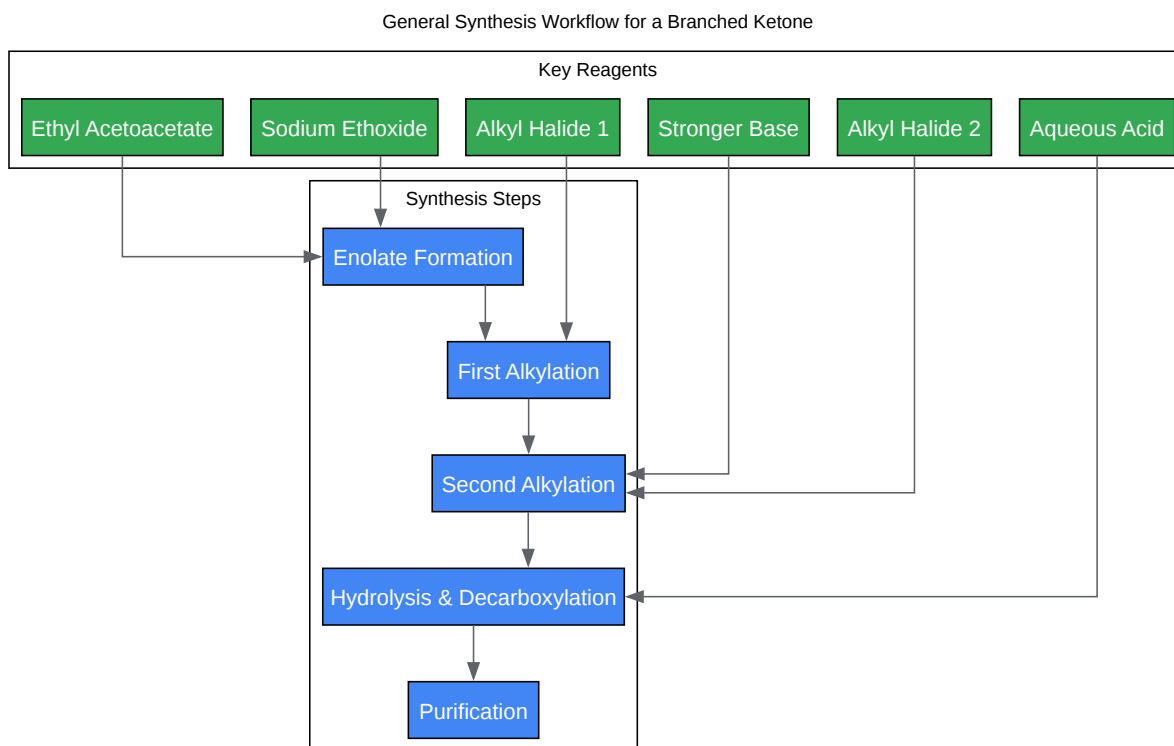 General Synthesis Workflow for a Branched Ketone
Key Reagents
Ethyl Acetoacetate
Sodium Ethoxide
Alkyl Halide 1
Stronger Base
Alkyl Halide 2
Aqueous Acid
Synthesis Steps
Enolate Formation
First Alkylation
Second Alkylation
Hydrolysis & Decarboxylation
Purification